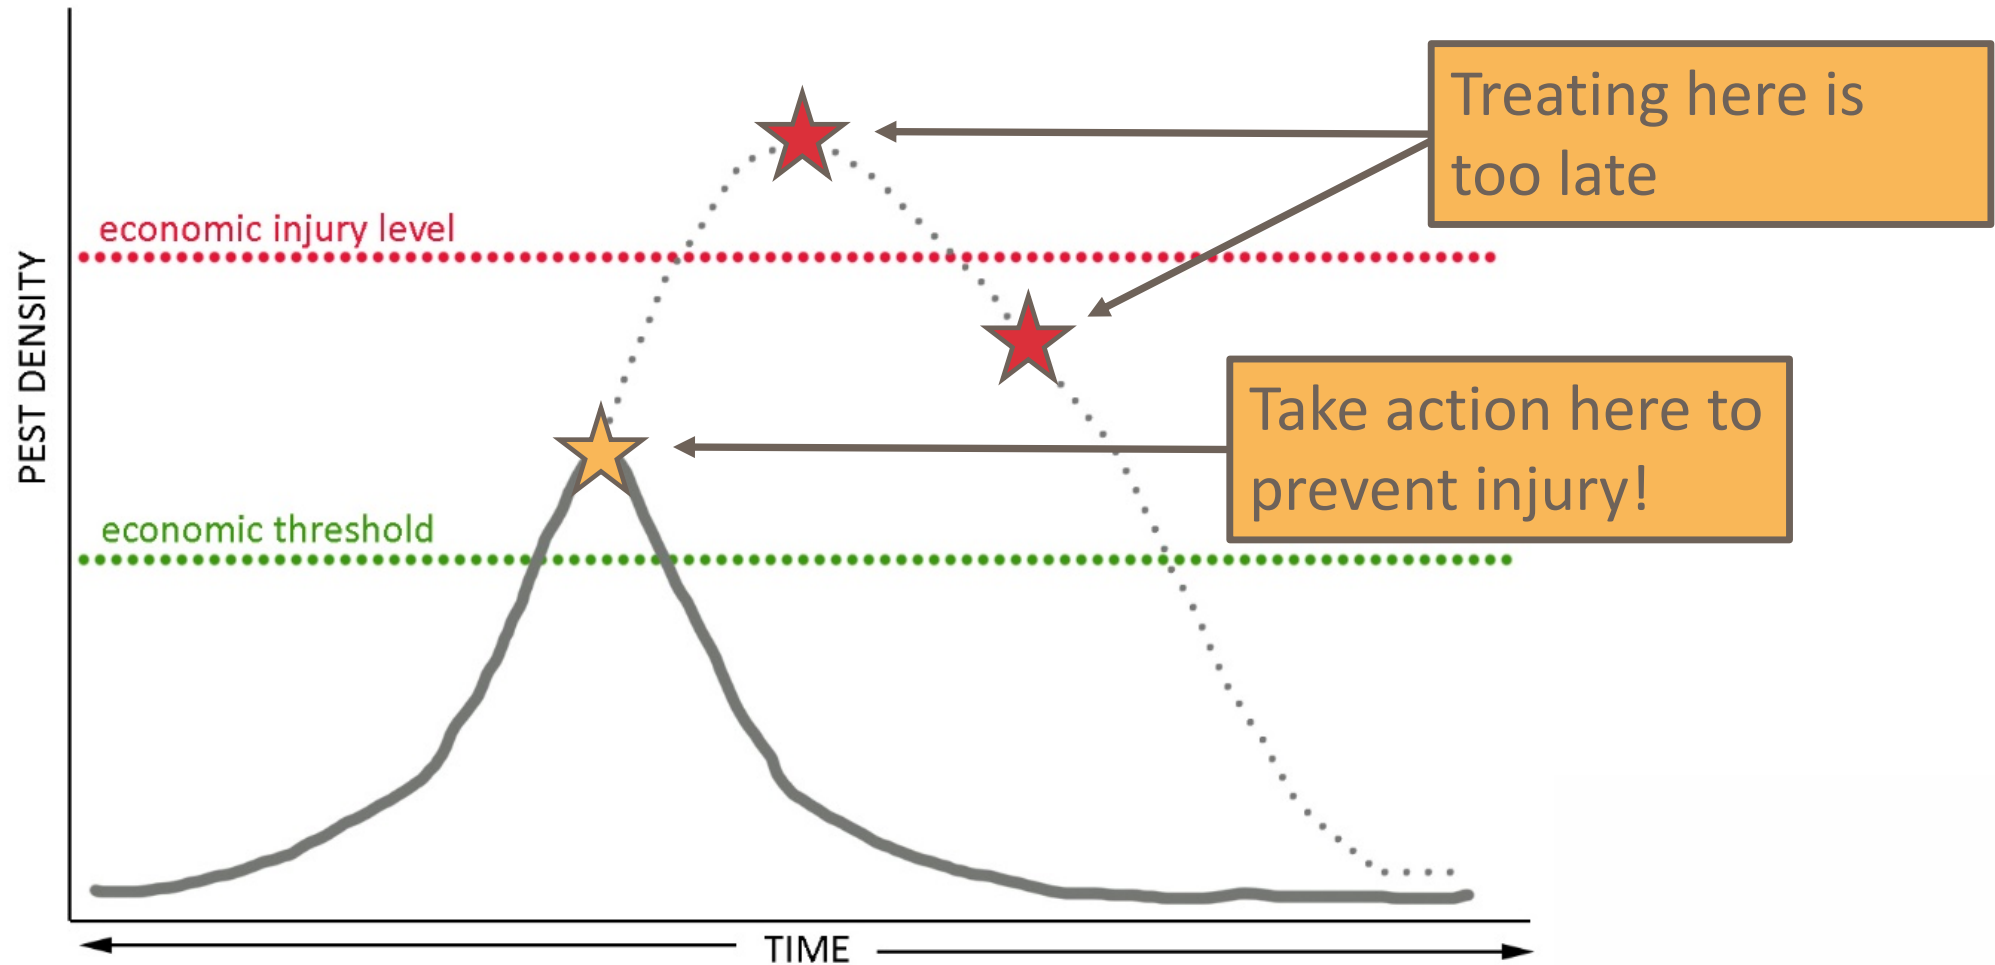 Treating here is
too late
economic injury level
PEST DENSITY
Take action here to
prevent injury!
economic threshold
TIME